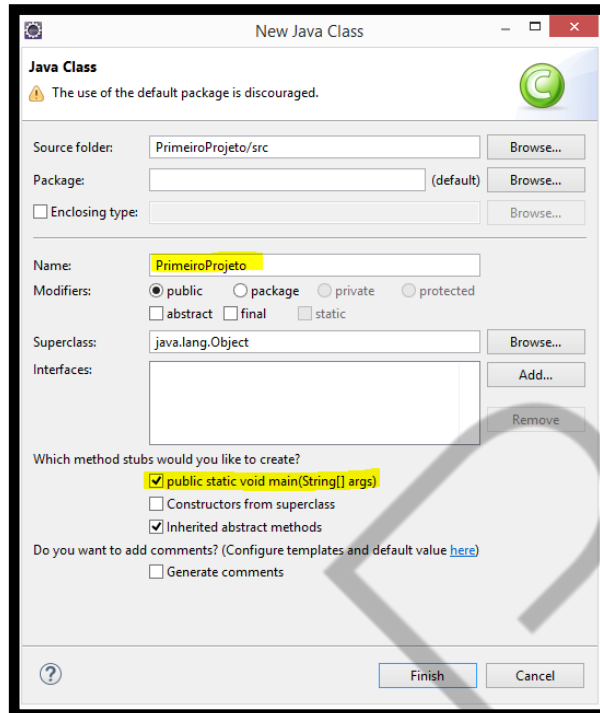 New Java Class
Java Class
The use of the default package is discouraged.
Source folder: PrimeiroProjeto/src Browse...
Package: (default) Browse...
Enclosing type: Browse...
Name: PrimeiroProjeto
Modifiers: public package private protected
abstract final static
Superclass: java.lang.Object Browse...
Interfaces: Add...
Remove
Which method stubs would you like to create?
public static void main(String[] args)
Constructors from superclass
Inherited abstract methods
Do you want to add comments? (Configure templates and default value here)
Generate comments
Finish Cancel